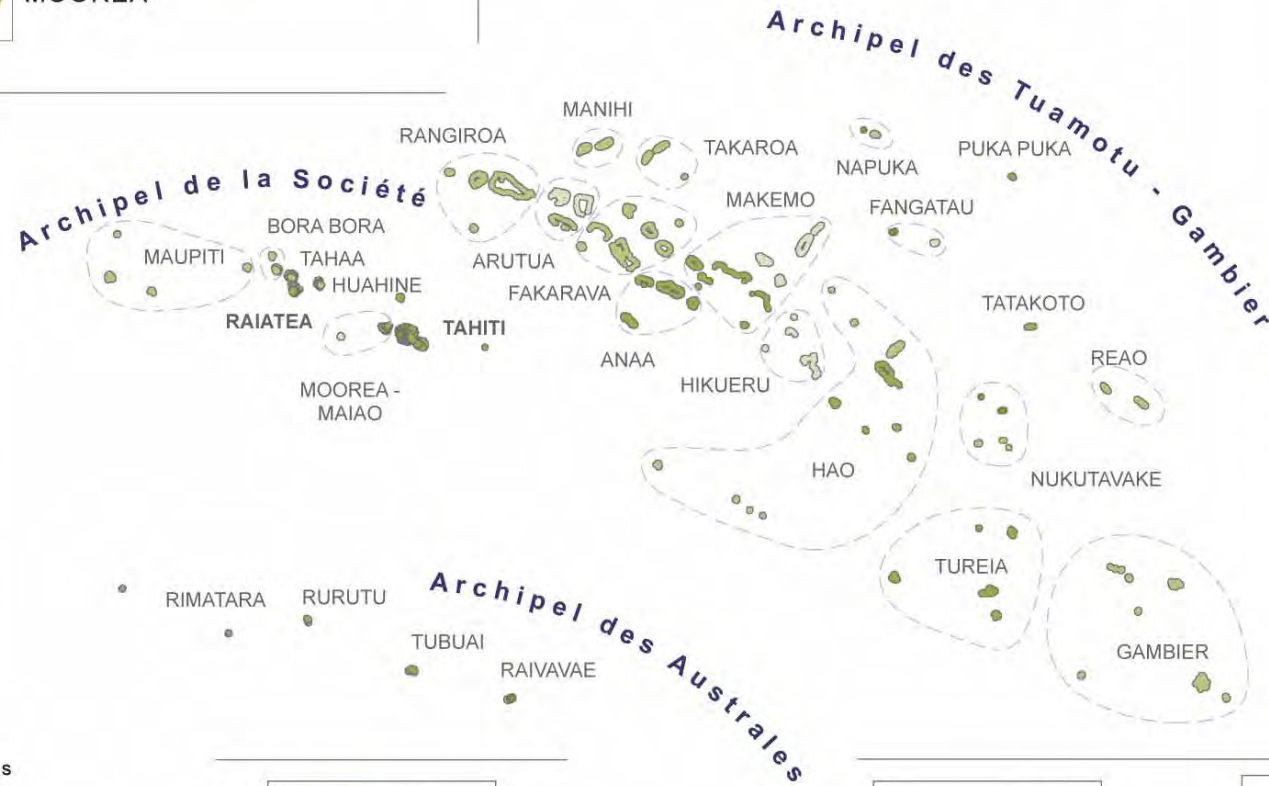 MOOREA
Archipel des Tuamotu - Gambier
MANIHI
RANGIROA
TAKAROA
NAPUKA
PUKA PUKA
Archipel de la Société
MAKEMO
FANGATAU
BORA BORA
MAUPITI
TAHAA
ARUTUA
HUAHINE
FAKARAVA
TATAKOTO
RAIATEA
TAHITI
REAO
ANAA
HIKUERU
MOOREA -
MAIAO
HAO
NUKUTAVAKE
TUREIA
Archipel des Australes
RIMATARA
RURUTU
TUBUAI
GAMBIER
RAIVAVAE
s